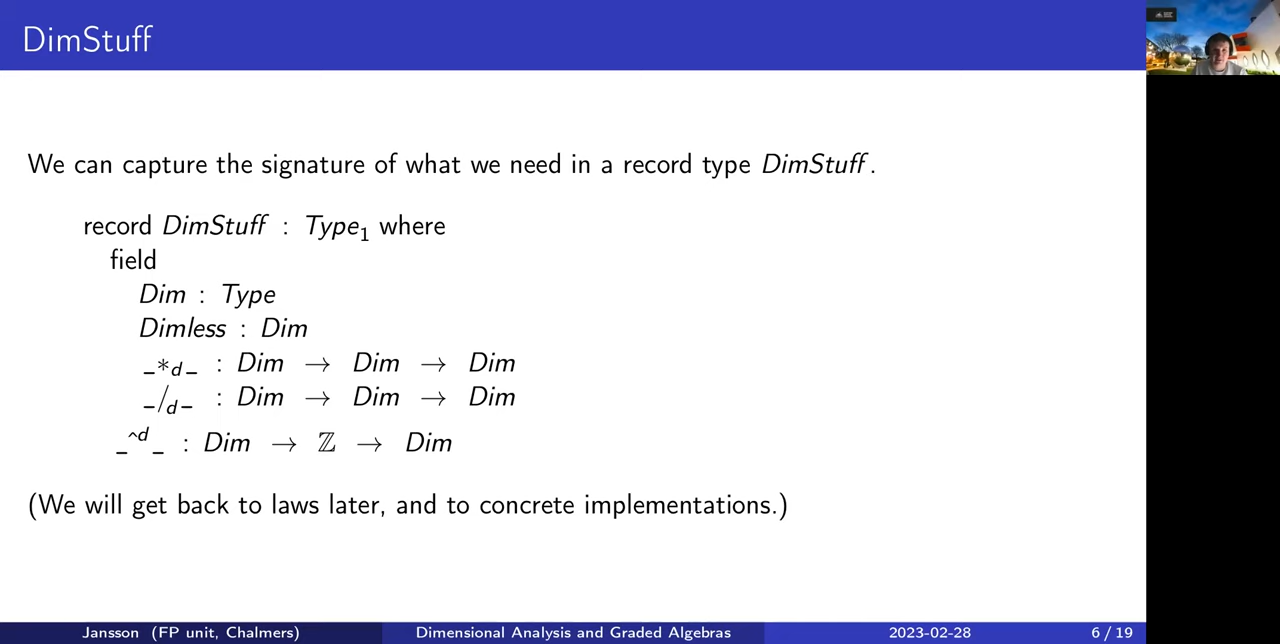 DimStuff
We can capture the signature of what we need in a record type DimStuff.
record DimStuff : Type₁ where
field
Dim : Type
Dimless : Dim
_*d_ : Dim → Dim → Dim
_/d_ : Dim → Dim → Dim
_^d_ : Dim → ℤ → Dim
(We will get back to laws later, and to concrete implementations.)
Jansson (FP unit, Chalmers) Dimensional Analysis and Graded Algebras 2023-02-28 6 / 19